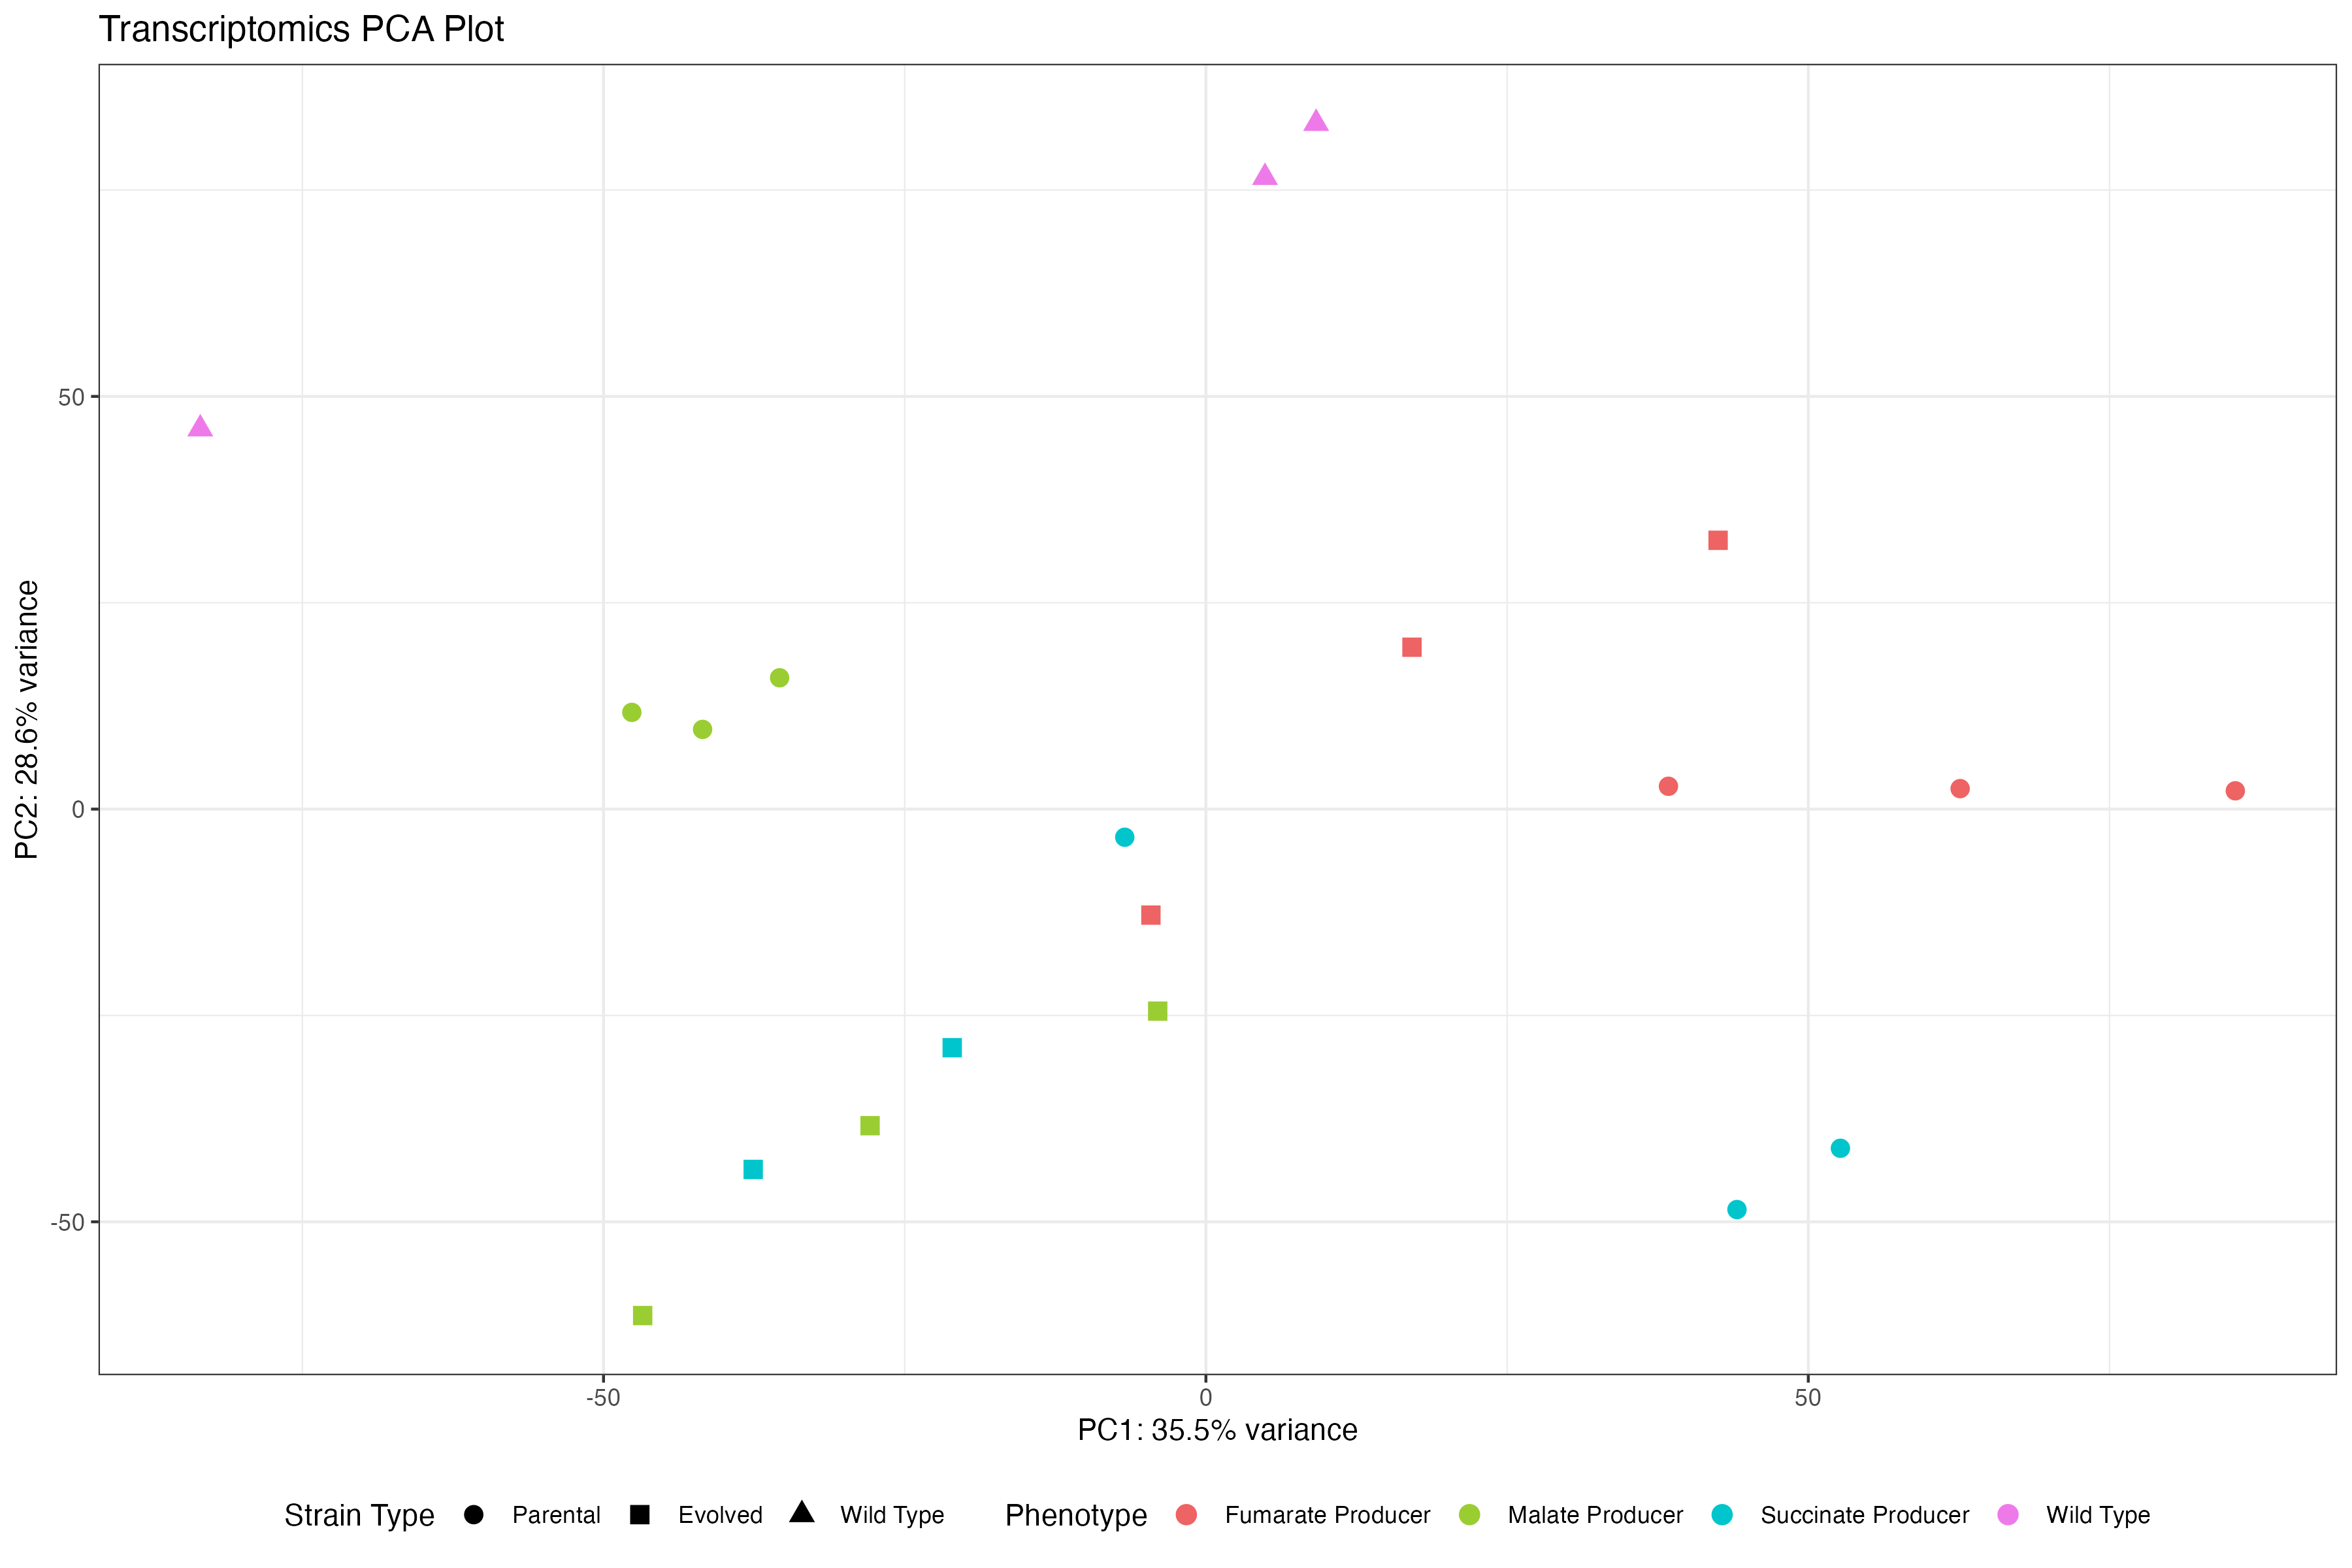 Transcriptomics PCA Plot
PC2: 28.6% variance
50
0
-50
-50 0 50
PC1: 35.5% variance
Strain Type Parental Evolved Wild Type Phenotype Fumarate Producer Malate Producer Succinate Producer Wild Type